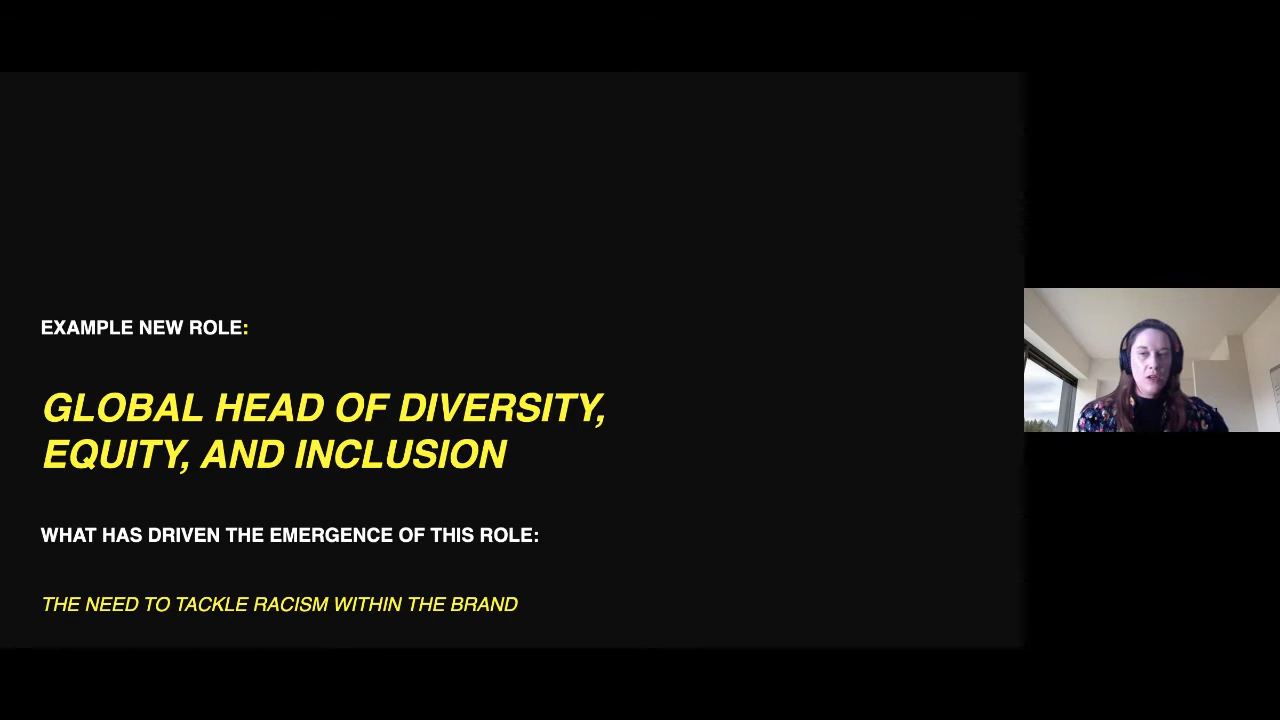 EXAMPLE NEW ROLE:
GLOBAL HEAD OF DIVERSITY,
EQUITY, AND INCLUSION
WHAT HAS DRIVEN THE EMERGENCE OF THIS ROLE:
THE NEED TO TACKLE RACISM WITHIN THE BRAND